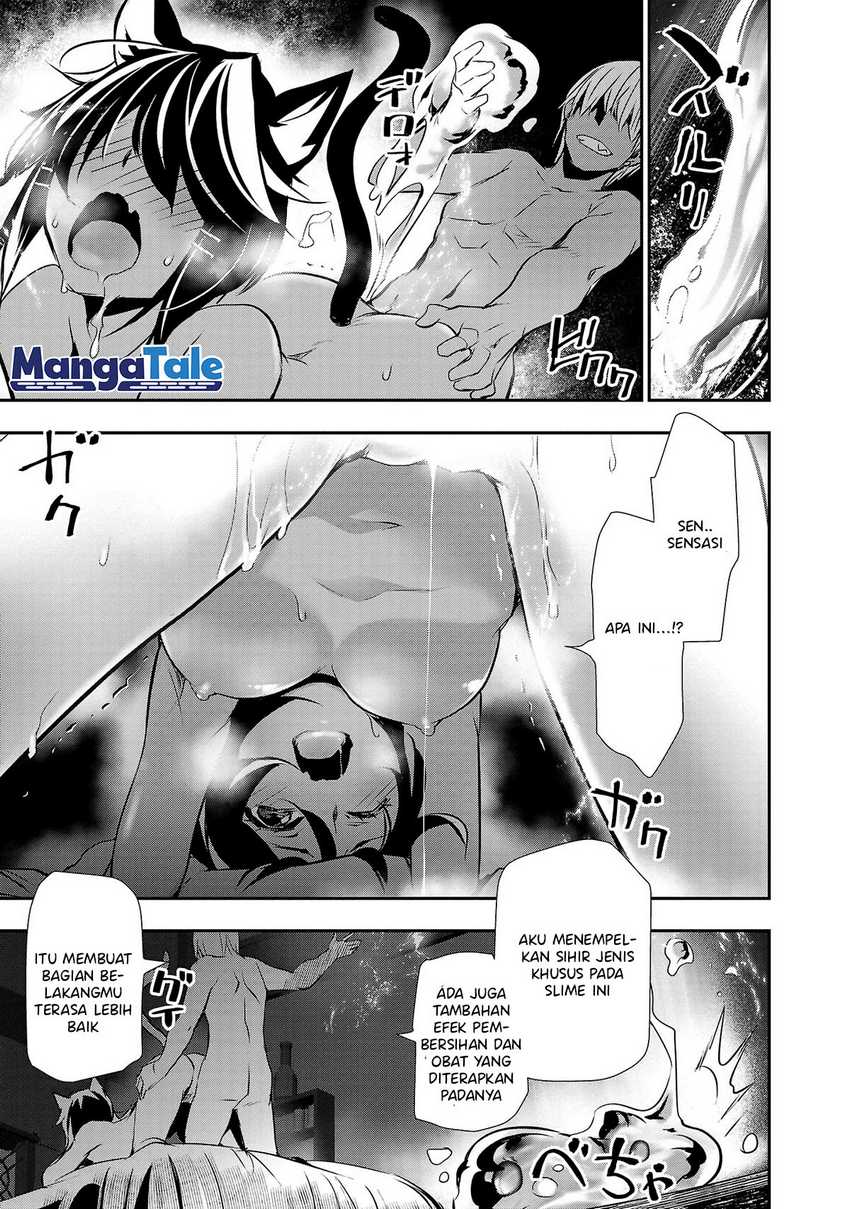 ズルリ
デロォ
ビクク
MangaTale
SEN..
SENSASI
APA INI...!?
ガク
ガク
AKU MENEMPEL-
KAN SIHIR JENIS
KHUSUS PADA
SLIME INI
ADA JUGA
TAMBAHAN
EFEK PEM-
BERSIHAN DAN
OBAT YANG
DITERAPKAN
PADANYA
ITU MEMBUAT
BAGIAN BE-
LAKANGMU
TERASA LEBIH
BAIK
グイ
べちゃ